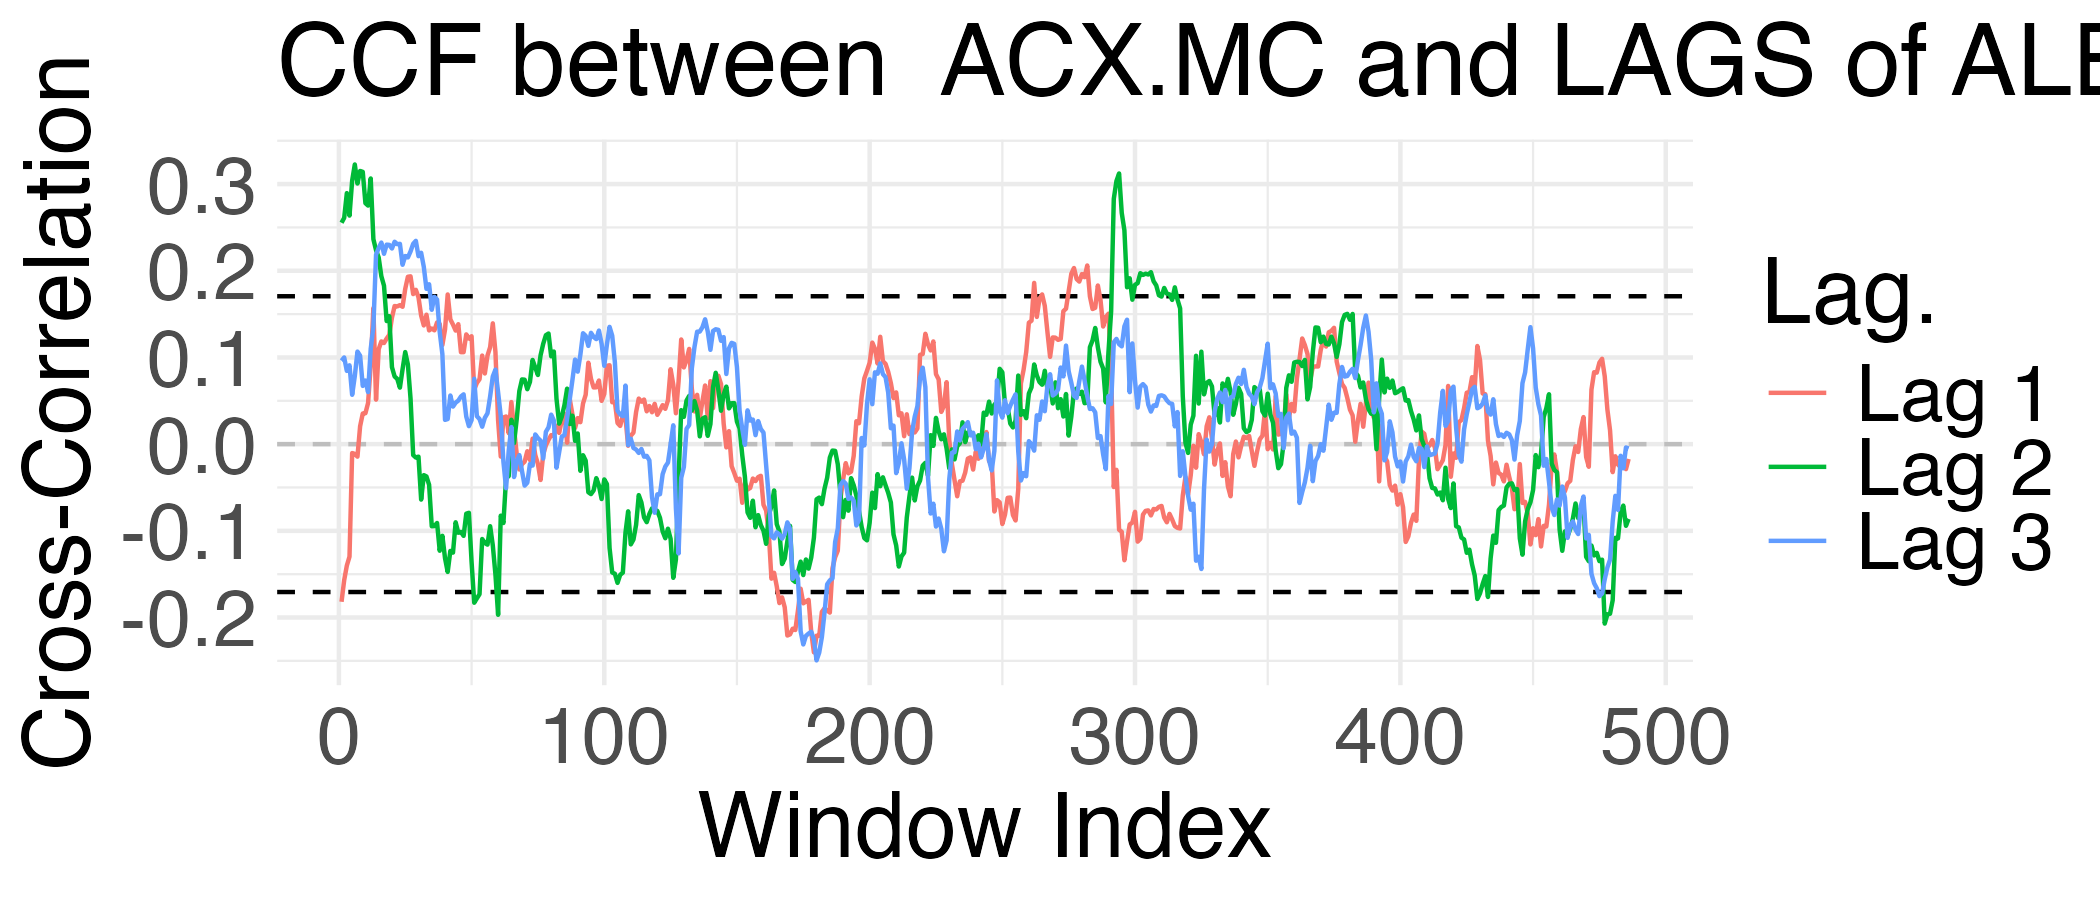 CCF between  ACX.MC and LAGS of ALE
Cross-Correlation
0.3
0.2
0.1
0.0
-0.1
-0.2
0 100 200 300 400 500
Window Index
Lag.
Lag 1
Lag 2
Lag 3